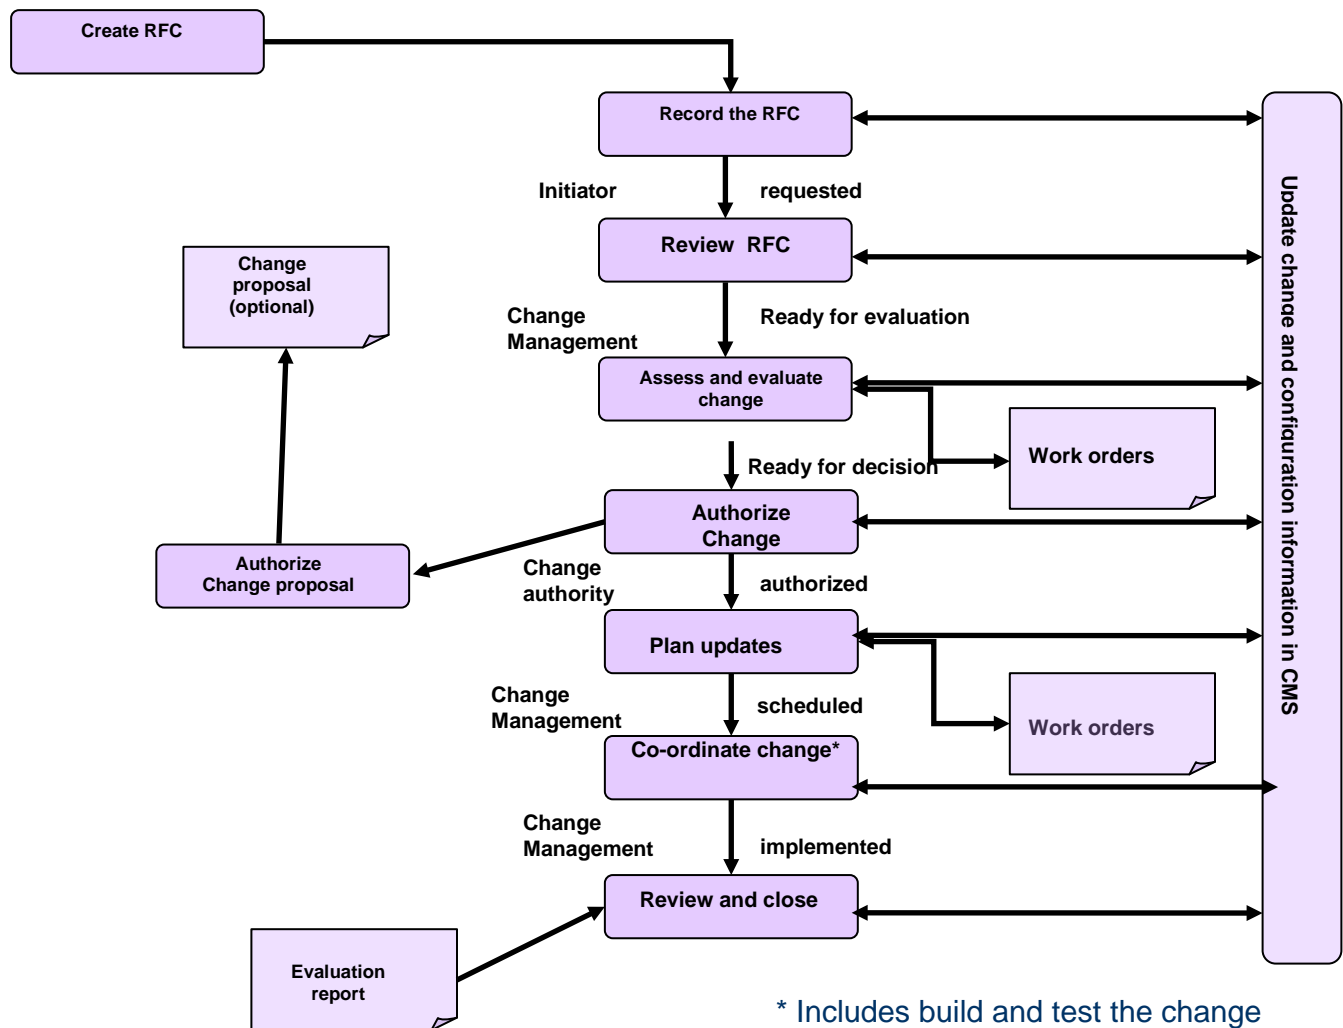 Create RFC
Record the RFC
Initiator
requested
Review RFC
Change
proposal
(optional)
Change
Management
Ready for evaluation
Assess and evaluate
change
Work orders
Ready for decision
Authorize
Change
Authorize
Change proposal
Change
authority
authorized
Plan updates
Change
Management
scheduled
Work orders
Co-ordinate change*
Change
Management
implemented
Review and close
Evaluation
report
Update change and configuration information in CMS
* Includes build and test the change